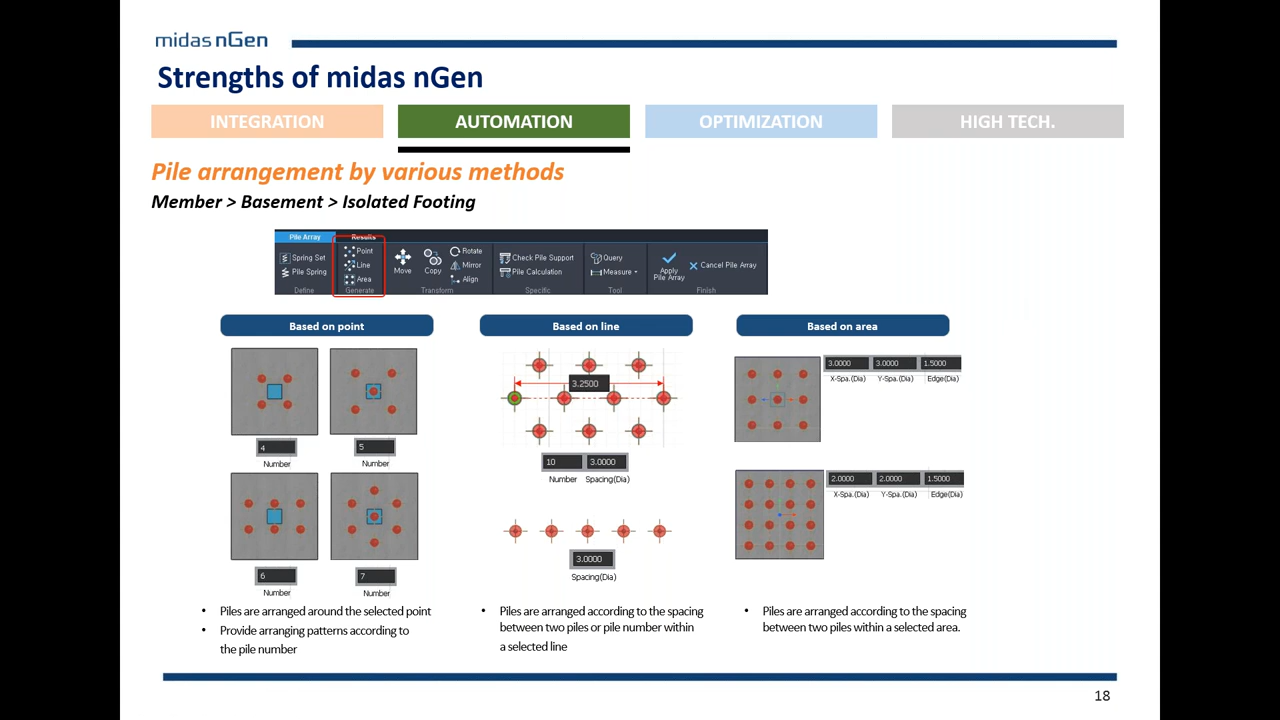 midas nGen
Strengths of midas nGen
INTEGRATION
AUTOMATION
OPTIMIZATION
HIGH TECH.
Pile arrangement by various methods
Member > Basement > Isolated Footing
Pile Array
Results
Spring Set
Pile Spring
Define
Point
Line
Area
Generate
Move
Copy
Rotate
Mirror
Align
Transform
Check Pile Support
Pile Calculation
Specific
Query
Measure
Tool
Apply
Pile Array
Cancel Pile Array
Finish
Based on point
4
Number
5
Number
6
Number
7
Number
• Piles are arranged around the selected point
• Provide arranging patterns according to
the pile number
Based on line
3.2500
10 3.0000
Number Spacing(Dia)
3.0000
Spacing(Dia)
• Piles are arranged according to the spacing
between two piles or pile number within
a selected line
Based on area
3.0000 3.0000 1.5000
X-Spa.(Dia) Y-Spa.(Dia) Edge(Dia)
2.0000 2.0000 1.5000
X-Spa.(Dia) Y-Spa.(Dia) Edge(Dia)
• Piles are arranged according to the spacing
between two piles within a selected area.
18